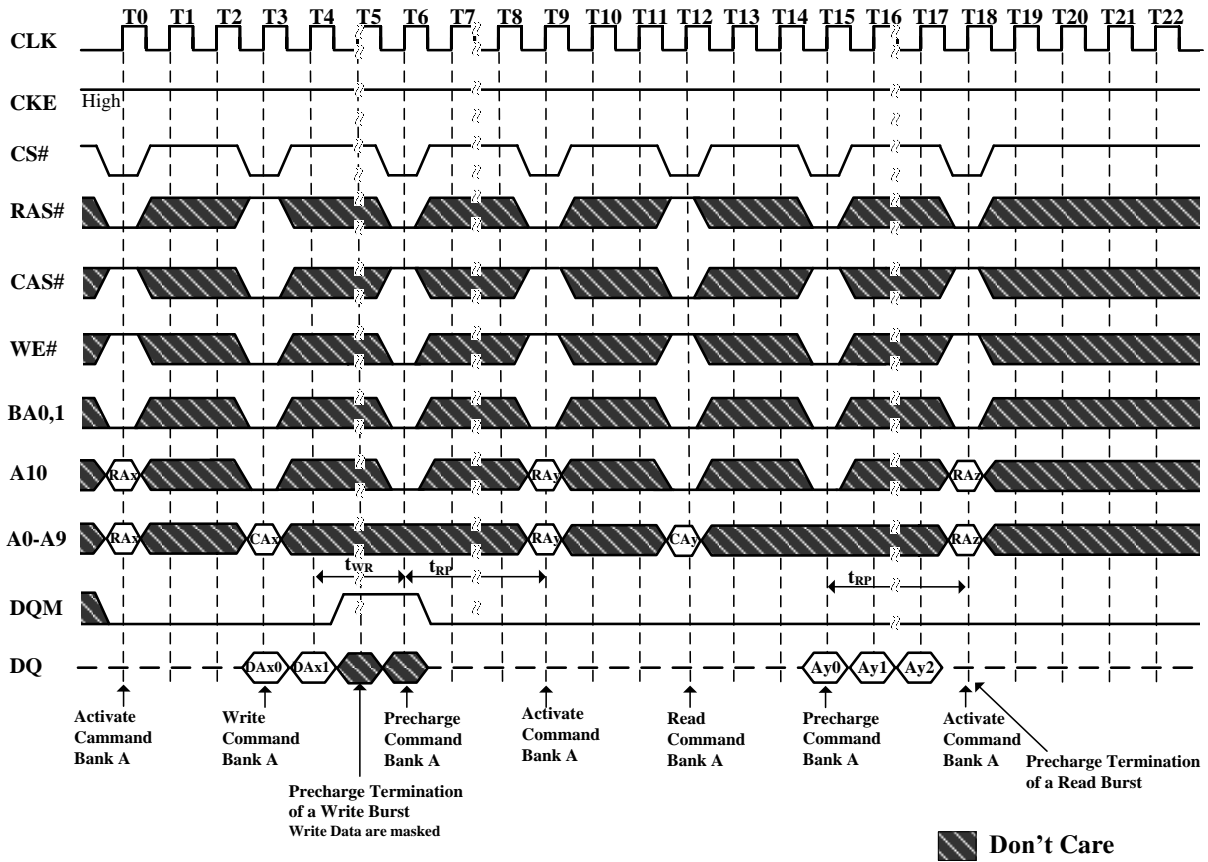 T0 T1 T2 T3 T4 T5 T6 T7 T8 T9 T10 T11 T12 T13 T14 T15 T16 T17 T18 T19 T20 T21 T22
CLK
CKE High
CS#
RAS#
CAS#
WE#
BA0,1
A10 RAx RAy RAz
A0-A9 RAx CAx RAy CAy RAz
tWR tRP tRP
DQM
DQ DAx0 DAx1 Ay0 Ay1 Ay2
Activate
Cammand
Bank A
Write
Command
Bank A
Precharge
Command
Bank A
Activate
Command
Bank A
Read
Command
Bank A
Precharge
Command
Bank A
Activate
Command
Bank A
Precharge Termination
of a Read Burst
Precharge Termination
of a Write Burst
Write Data are masked
Don't Care